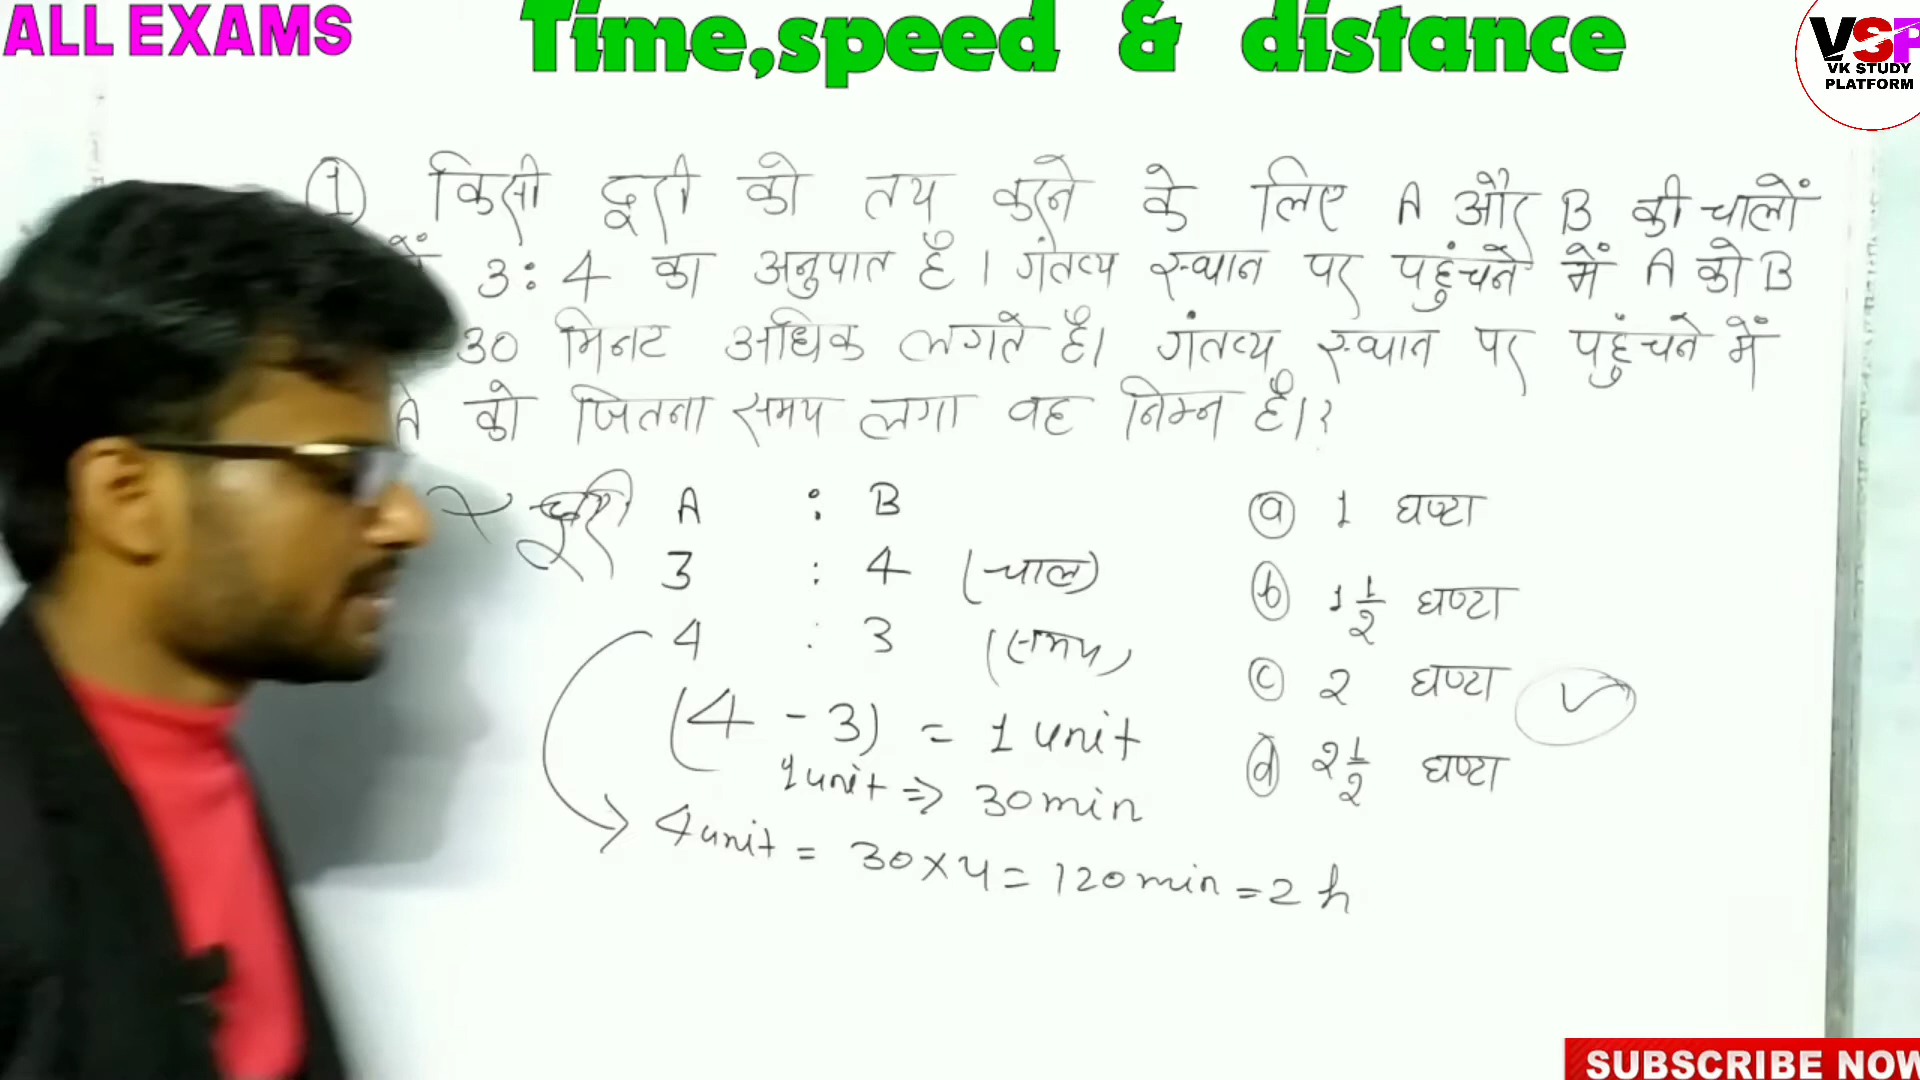 ALL EXAMS
Time,speed & distance
VSP
VK STUDY
PLATFORM
① किसी दूरी को तय करने के लिए A और B की चालों
में 3 : 4 का अनुपात है । गंतव्य स्थान पर पहुंचने में A को B
30 मिनट अधिक लगते है। गंतव्य स्थान पर पहुँचने में
A को जितना समय लगा वह निम्न है।?
दूरी A : B
3 : 4 (चाल)
4 : 3 (समय)
(4 - 3) = 1 unit
1 unit ⇒ 30 min
4 unit = 30 × 4 = 120 min = 2 h
ⓐ 1 घण्टा
ⓑ 1 1/2 घण्टा
ⓒ 2 घण्टा ✓
ⓓ 2 1/2 घण्टा
SUBSCRIBE NOW